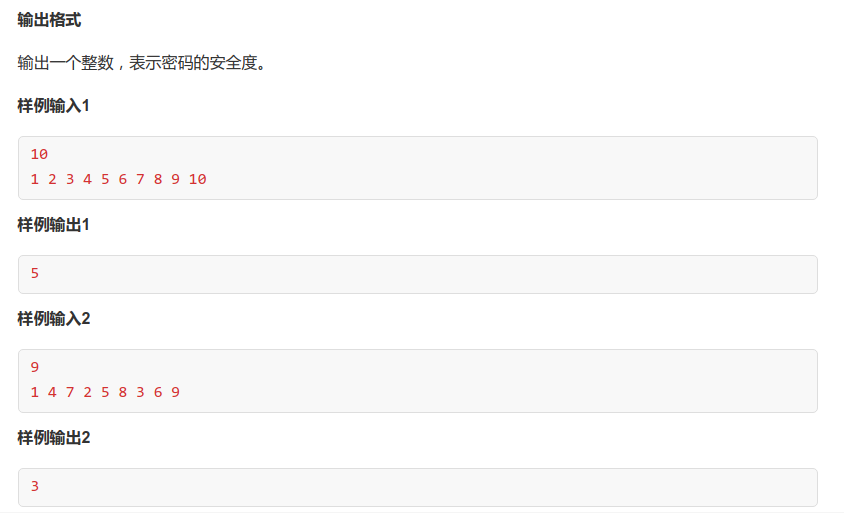 输出格式
输出一个整数，表示密码的安全度。
样例输入1
10
1 2 3 4 5 6 7 8 9 10
样例输出1
5
样例输入2
9
1 4 7 2 5 8 3 6 9
样例输出2
3